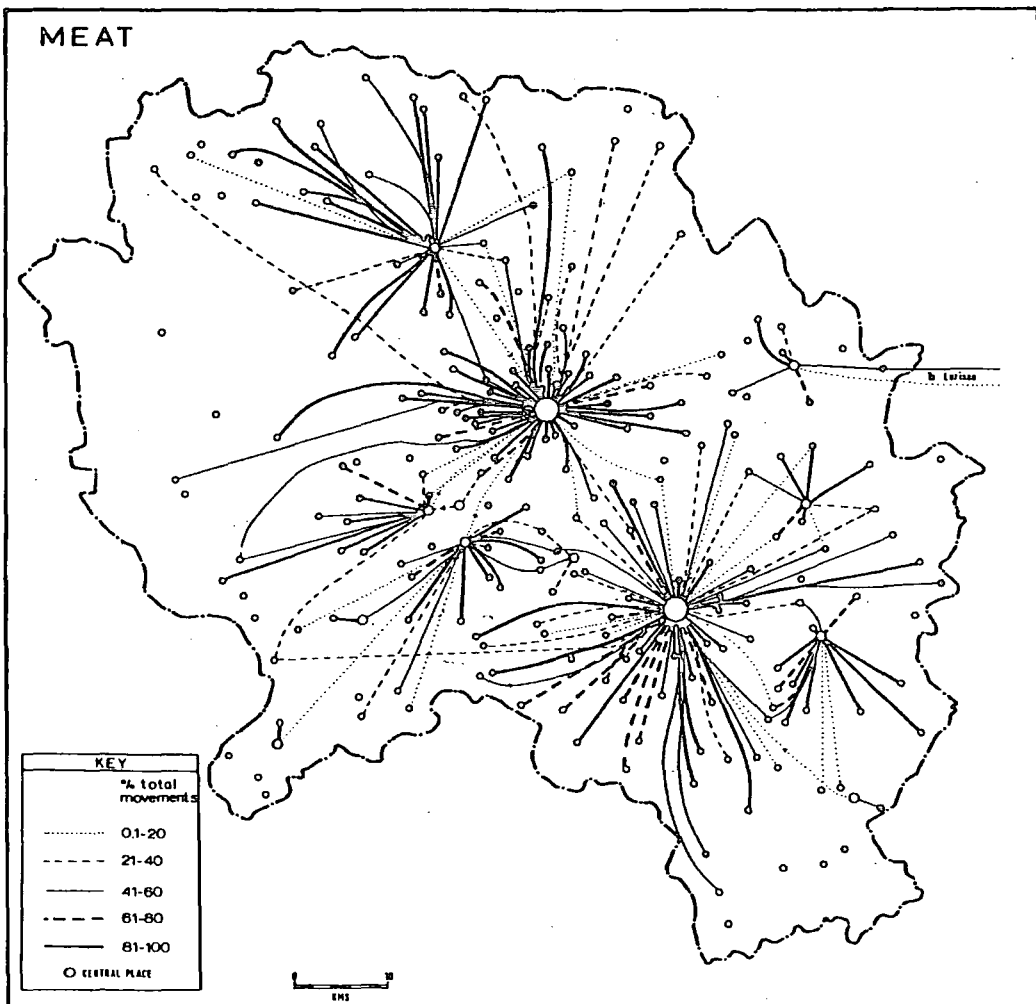 MEAT
To Larissa
KEY
% total
movements
0.1-20
21-40
41-60
61-80
81-100
CENTRAL PLACE
0 10
KMS